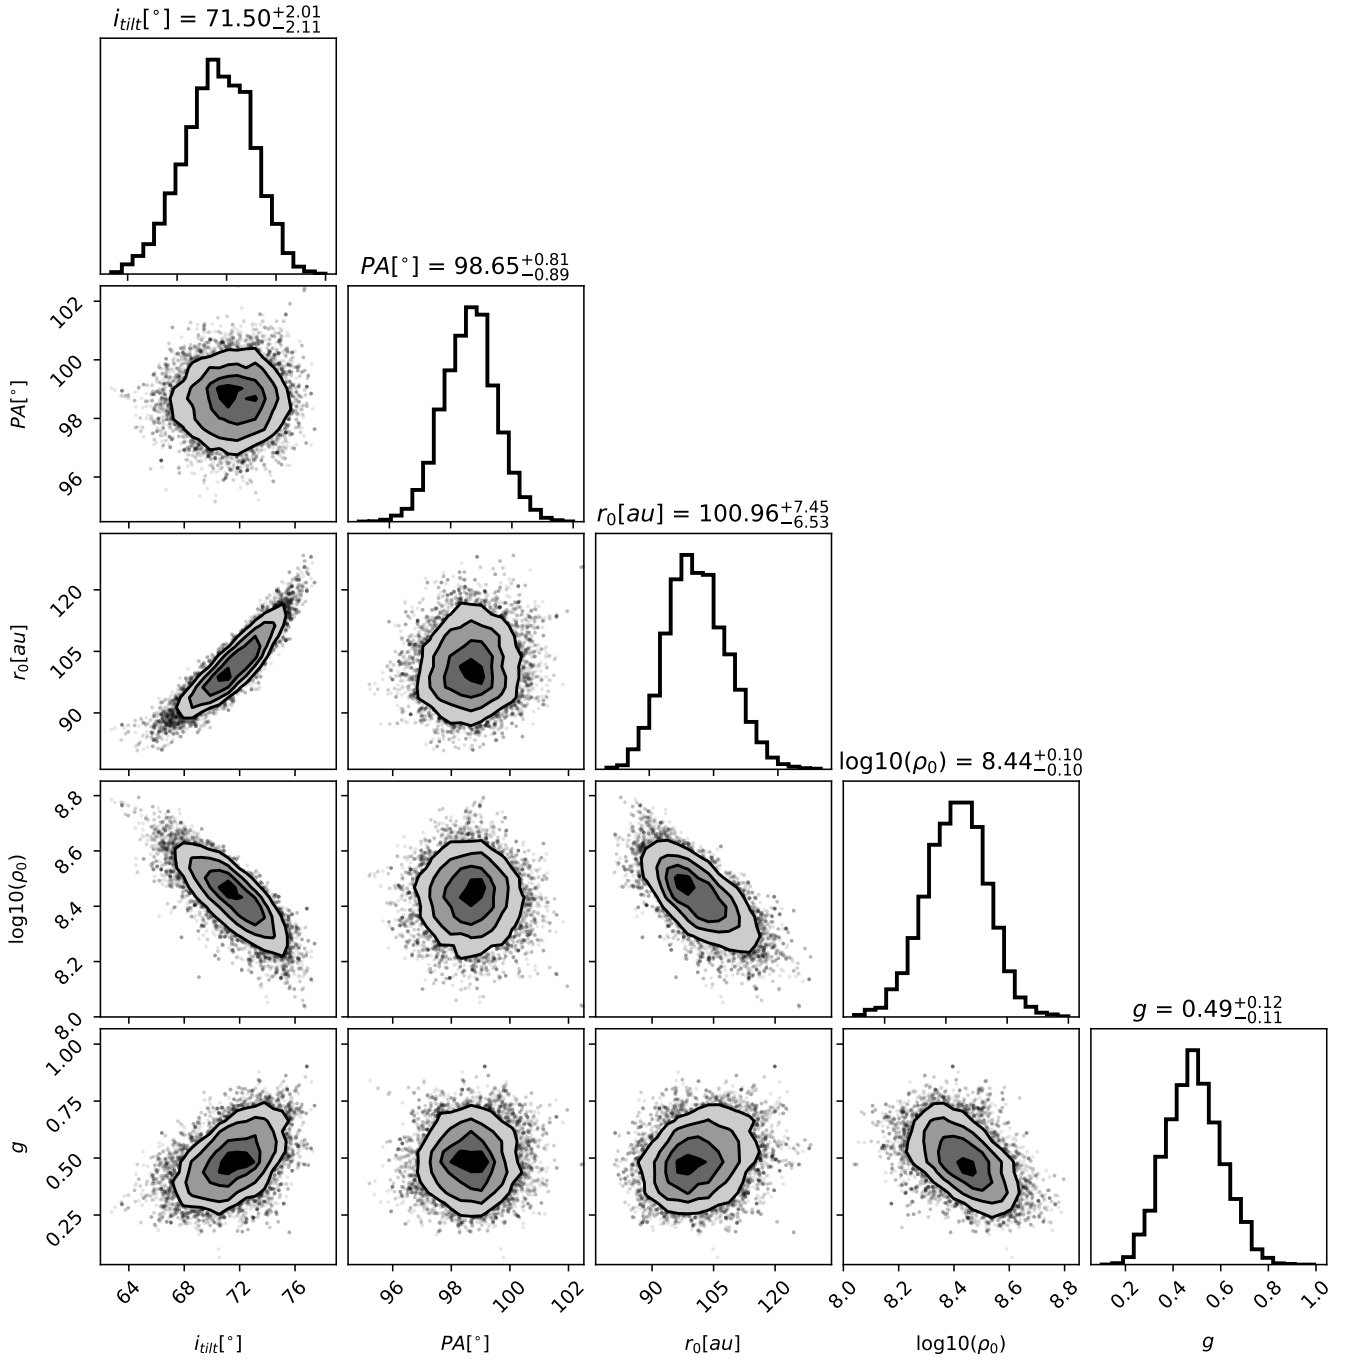 i_tilt[°] = 71.50 +2.01 −2.11
102
100
98
96
PA[°]
PA[°] = 98.65 +0.81 −0.89
120
105
90
r_0[au]
r_0[au] = 100.96 +7.45 −6.53
8.8
8.6
8.4
8.2
8.0
log10(ρ_0)
log10(ρ_0) = 8.44 +0.10 −0.10
1.00
0.75
0.50
0.25
g
g = 0.49 +0.12 −0.11
64 68 72 76
i_tilt[°]
96 98 100 102
PA[°]
90 105 120
r_0[au]
8.0 8.2 8.4 8.6 8.8
log10(ρ_0)
0.2 0.4 0.6 0.8 1.0
g